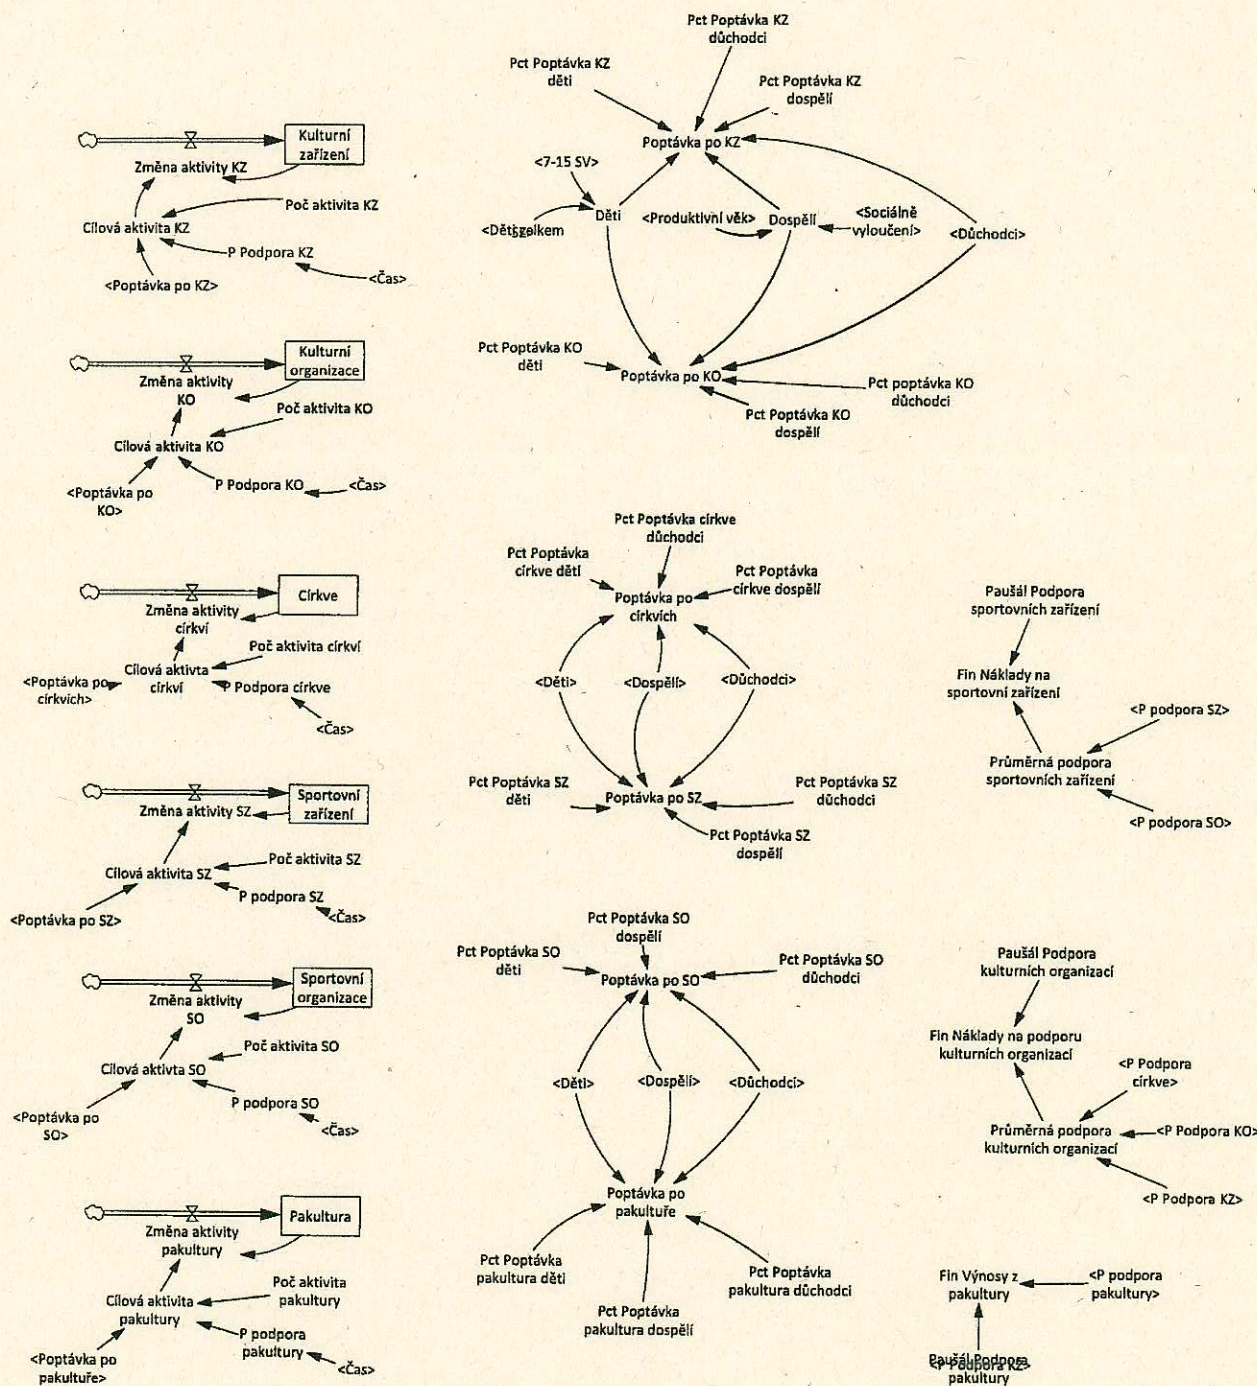 Kulturní
zařízení
Změna aktivity KZ
Poč aktivita KZ
Cílová aktivita KZ
P Podpora KZ
<Čas>
<Poptávka po KZ>
Kulturní
organizace
Změna aktivity
KO
Poč aktivita KO
Cílová aktivita KO
P Podpora KO
<Čas>
<Poptávka po
KO>
Církve
Změna aktivity
církví
Poč aktivita církví
Cílová aktivta
církví
<Poptávka po
církvích>
P Podpora církve
<Čas>
Sportovní
zařízení
Změna aktivity SZ
Poč aktivita SZ
Cílová aktivita SZ
P podpora SZ
<Poptávka po SZ>
<Čas>
Sportovní
organizace
Změna aktivity
SO
Poč aktivita SO
Cílová aktivta SO
P podpora SO
<Poptávka po
SO>
<Čas>
Pakultura
Změna aktivity
pakultury
Poč aktivita
pakultury
Cílová aktivita
pakultury
P podpora
pakultury
<Poptávka po
pakultuře>
<Čas>
Pct Poptávka KZ
důchodci
Pct Poptávka KZ
děti
Pct Poptávka KZ
dospělí
Poptávka po KZ
<7-15 SV>
Děti
<Produktivní věk>
Dospělí
<Sociálně
vyloučení>
<Důchodci>
Pct Poptávka KO
děti
Poptávka po KO
Pct poptávka KO
důchodci
Pct Poptávka KO
dospělí
Pct Poptávka církve
důchodci
Pct Poptávka
církve děti
Pct Poptávka
církve dospělí
Poptávka po
církvích
<Děti>
<Dospělí>
<Důchodci>
Pct Poptávka SZ
děti
Poptávka po SZ
Pct Poptávka SZ
důchodci
Pct Poptávka SZ
dospělí
Pct Poptávka SO
dospělí
Pct Poptávka SO
děti
Pct Poptávka SO
důchodci
Poptávka po SO
<Děti>
<Dospělí>
<Důchodci>
Poptávka po
pakultuře
Pct Poptávka
pakultura děti
Pct Poptávka
pakultura důchodci
Pct Poptávka
pakultura dospělí
Paušál Podpora
sportovních zařízení
Fin Náklady na
sportovní zařízení
<P podpora SZ>
Průměrná podpora
sportovních zařízení
<P podpora SO>
Paušál Podpora
kulturních organizací
Fin Náklady na podporu
kulturních organizací
<P Podpora
církve>
Průměrná podpora
kulturních organizací
<P Podpora KO>
<P Podpora KZ>
Fin Výnosy z
pakultury
<P podpora
pakultury>
Paušál Podpora
pakultury